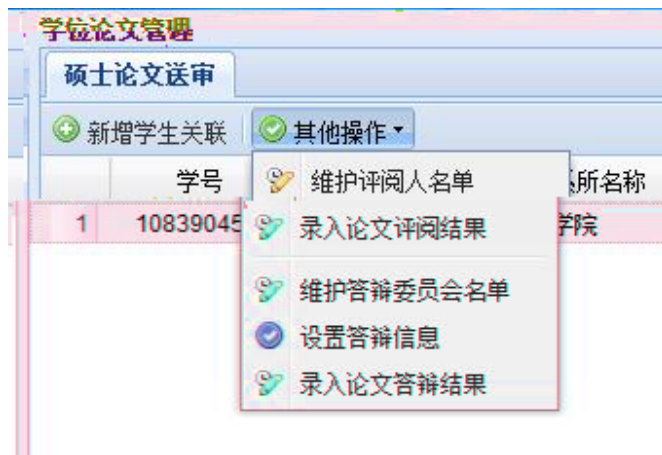 学位论文管理
硕士论文送审
新增学生关联 其他操作
学号 所名称
维护评阅人名单
1 10839045 学院
录入论文评阅结果
维护答辩委员会名单
设置答辩信息
录入论文答辩结果